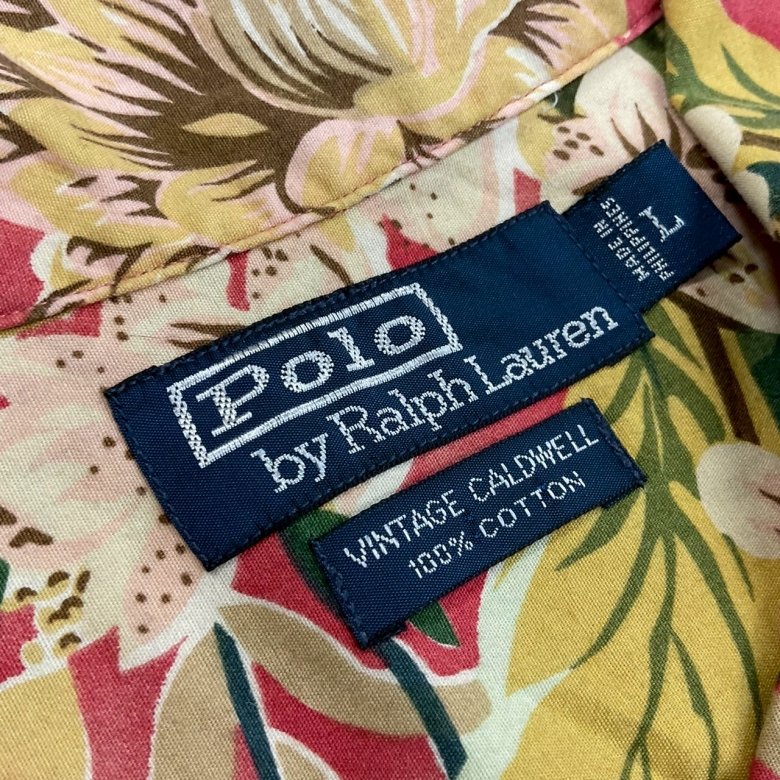 Polo
by Ralph Lauren
MADE IN
PHILIPPINES
L
VINTAGE CALDWELL
100% COTTON